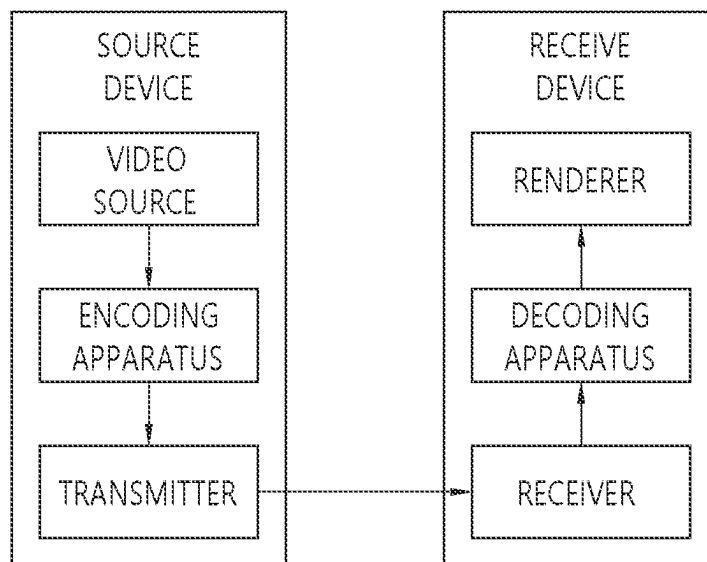 SOURCE
DEVICE
VIDEO
SOURCE
ENCODING
APPARATUS
TRANSMITTER
RECEIVE
DEVICE
RENDERER
DECODING
APPARATUS
RECEIVER